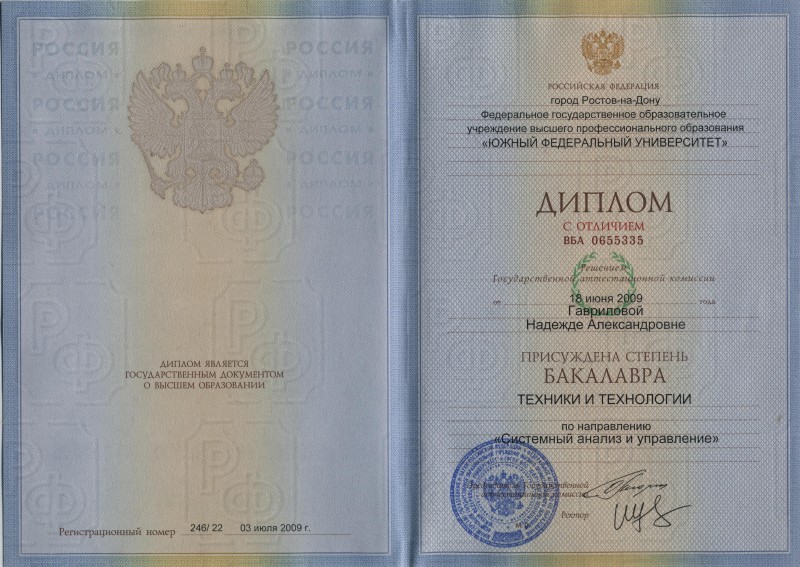 РОССИЯ
« ДИПЛОМ »
РОССИЯ
« ДИПЛОМ »
РОССИЯ
« ДИПЛОМ »
РОССИЯ
РФ
ДИПЛОМ ЯВЛЯЕТСЯ
ГОСУДАРСТВЕННЫМ ДОКУМЕНТОМ
О ВЫСШЕМ ОБРАЗОВАНИИ
Регистрационный номер 246/ 22 03 июля 2009 г.
РОССИЙСКАЯ ФЕДЕРАЦИЯ
город Ростов-на-Дону
Федеральное государственное образовательное
учреждение высшего профессионального образования
«ЮЖНЫЙ ФЕДЕРАЛЬНЫЙ УНИВЕРСИТЕТ»
ДИПЛОМ
С ОТЛИЧИЕМ
ВБА 0655335
Решением
Государственной аттестационной комиссии
от 18 июня 2009 года
Гавриловой
Надежде Александровне
ПРИСУЖДЕНА СТЕПЕНЬ
БАКАЛАВРА
ТЕХНИКИ И ТЕХНОЛОГИИ
по направлению
«Системный анализ и управление»
Председатель Государственной
аттестационной комиссии
Ректор
М.П.